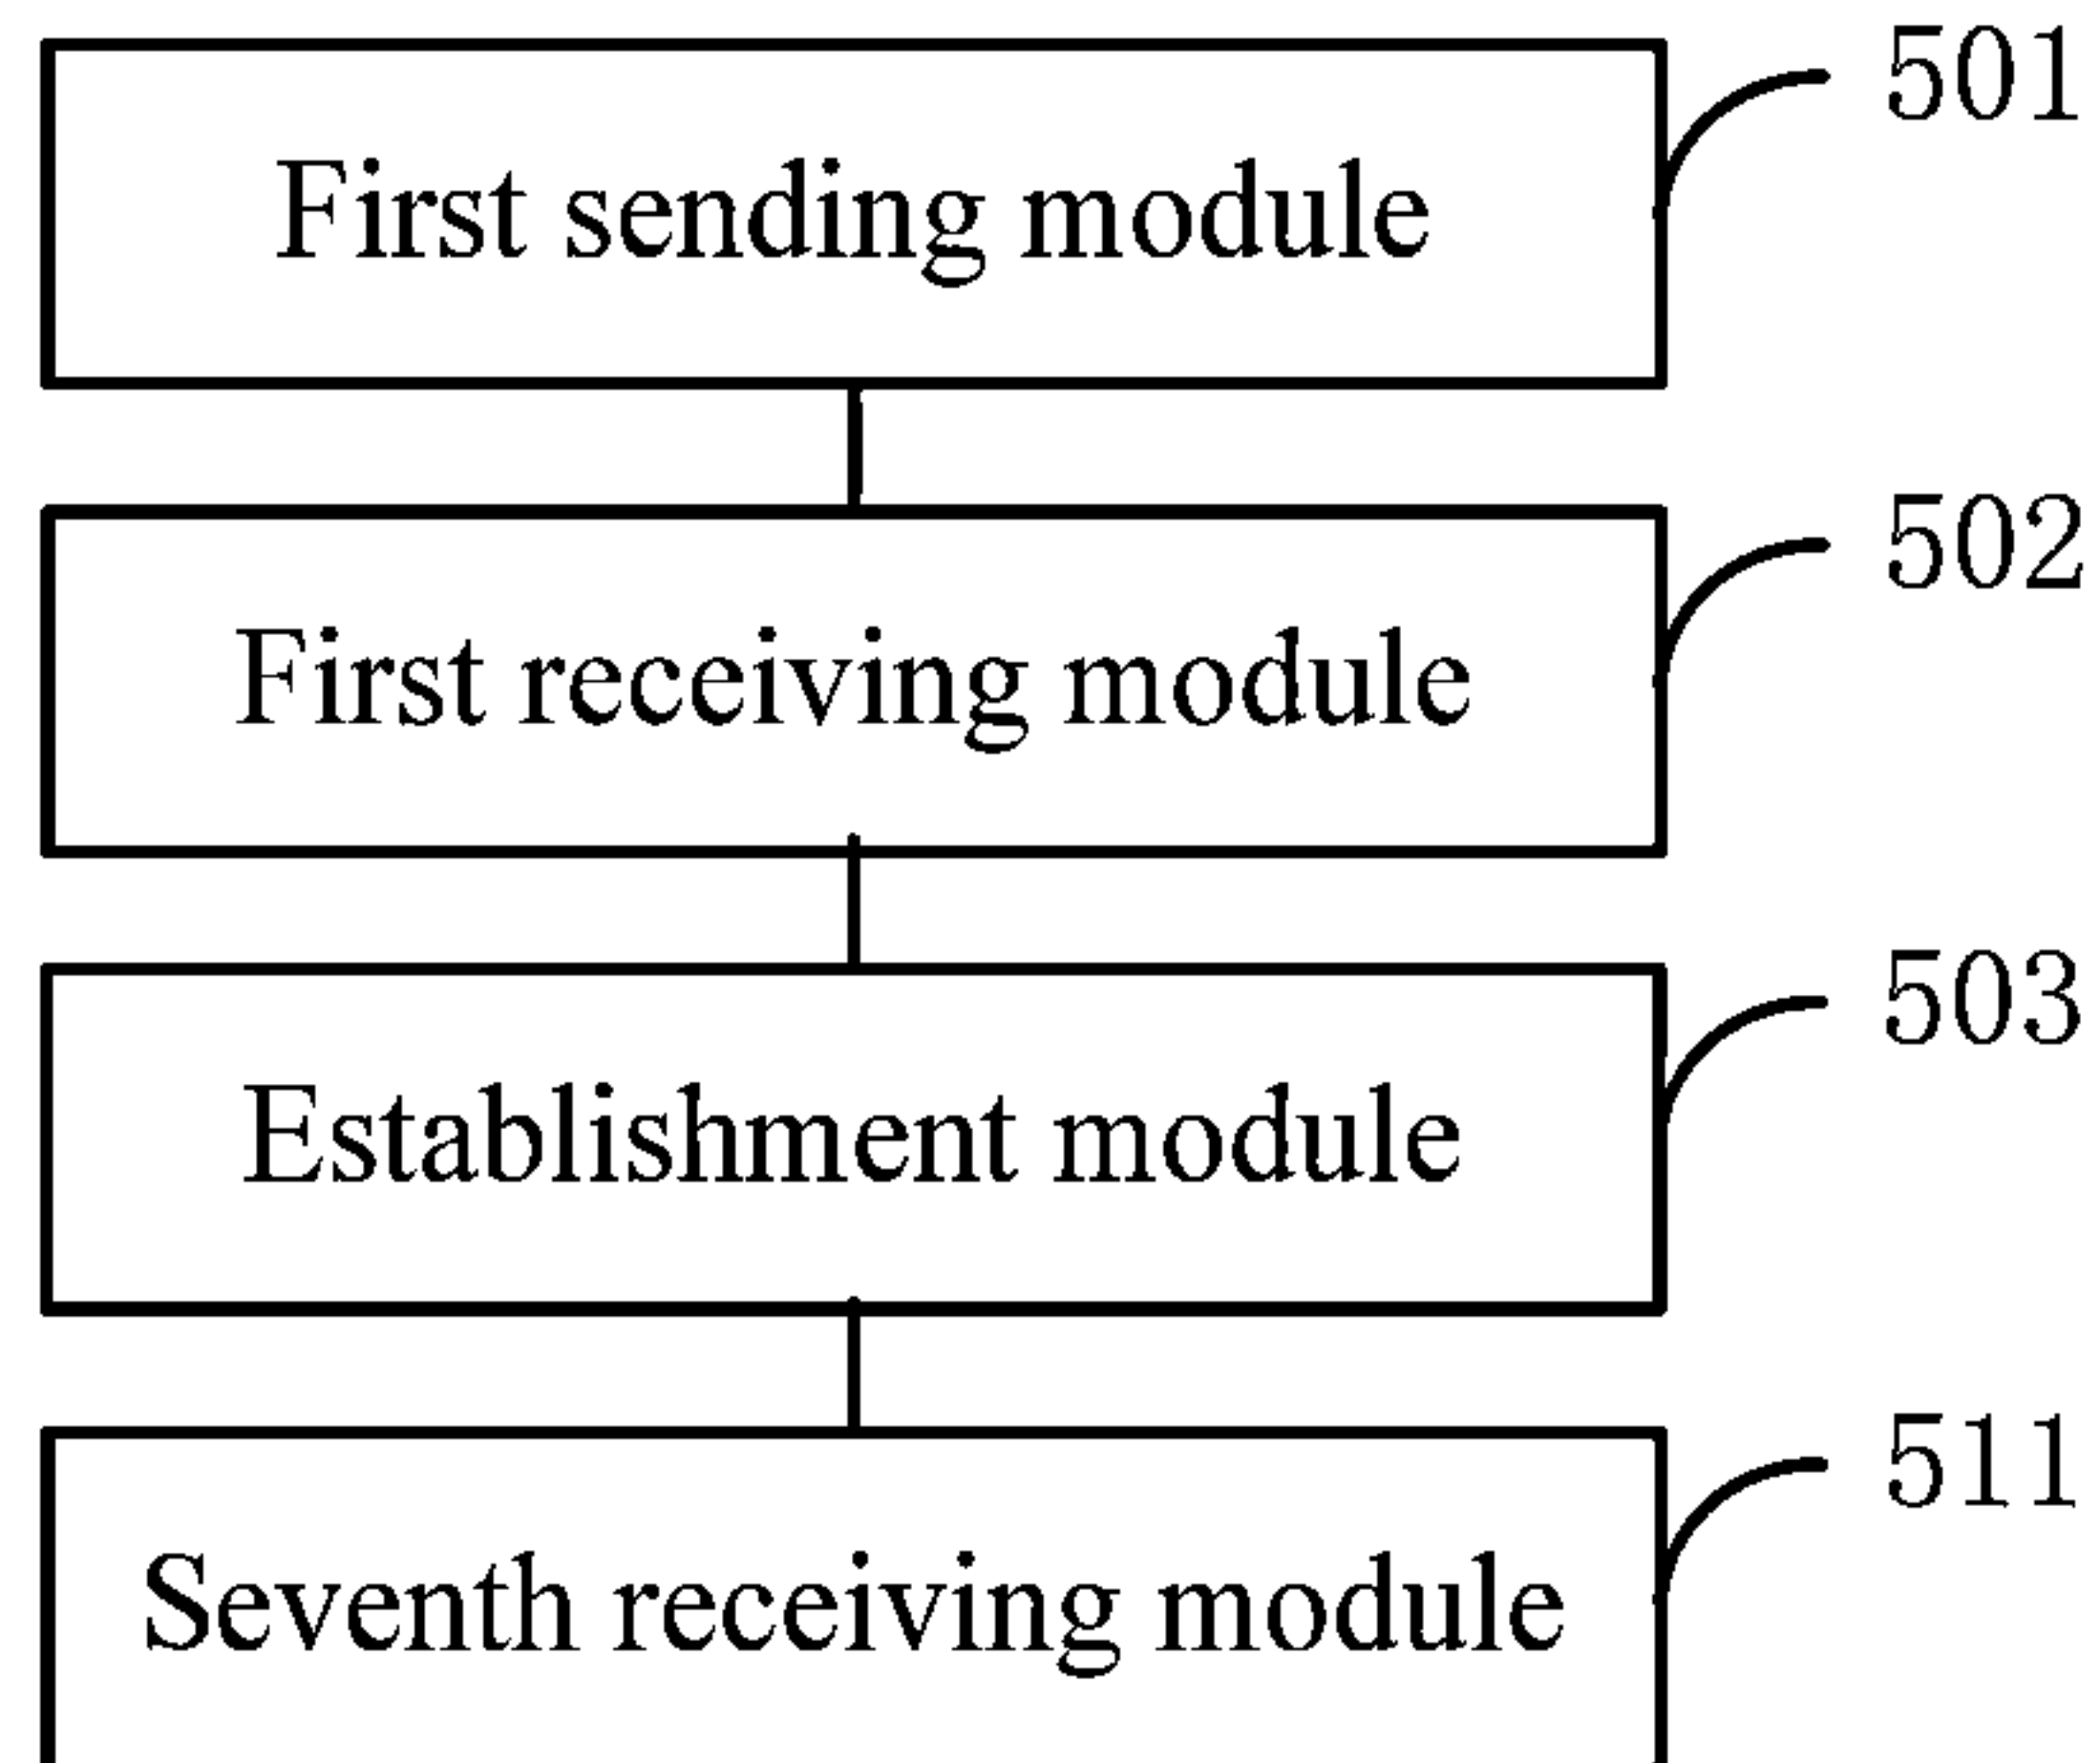 501
First sending module
502
First receiving module
503
Establishment module
511
Seventh receiving module